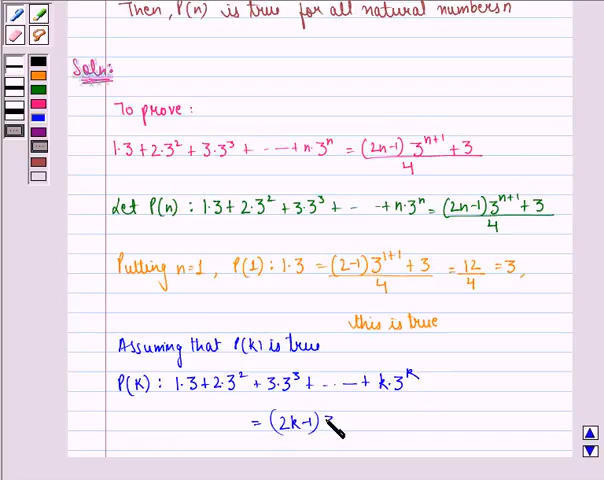 Then, P(n) is true for all natural numbers n
Soln:
To prove:
1·3+2·3²+3·3³+ - --+n·3ⁿ = (2n-1)3ⁿ⁺¹+3/4
Let P(n): 1·3+2·3²+3·3³+ - -+n·3ⁿ = (2n-1)3ⁿ⁺¹+3/4
Putting n=1, P(1): 1·3 = (2-1)3¹⁺¹+3/4 = 12/4 = 3,
this is true
Assuming that P(K) is true
P(K): 1·3+2·3²+3·3³+ - --+ k·3ᵏ
= (2k-1)